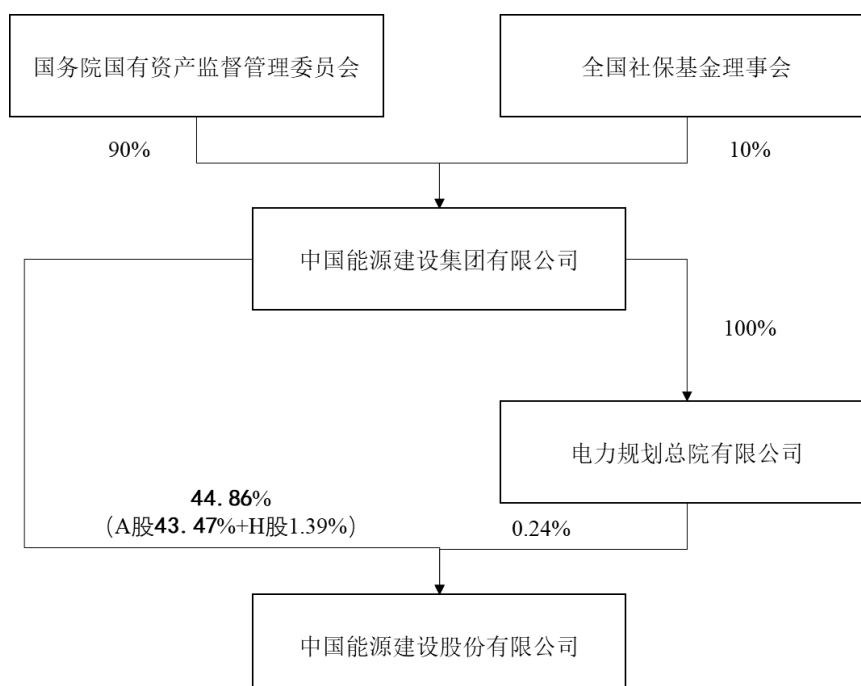 国务院国有资产监督管理委员会
全国社保基金理事会
90%
10%
中国能源建设集团有限公司
100%
电力规划总院有限公司
44.86%
（A股43.47%+H股1.39%）
0.24%
中国能源建设股份有限公司